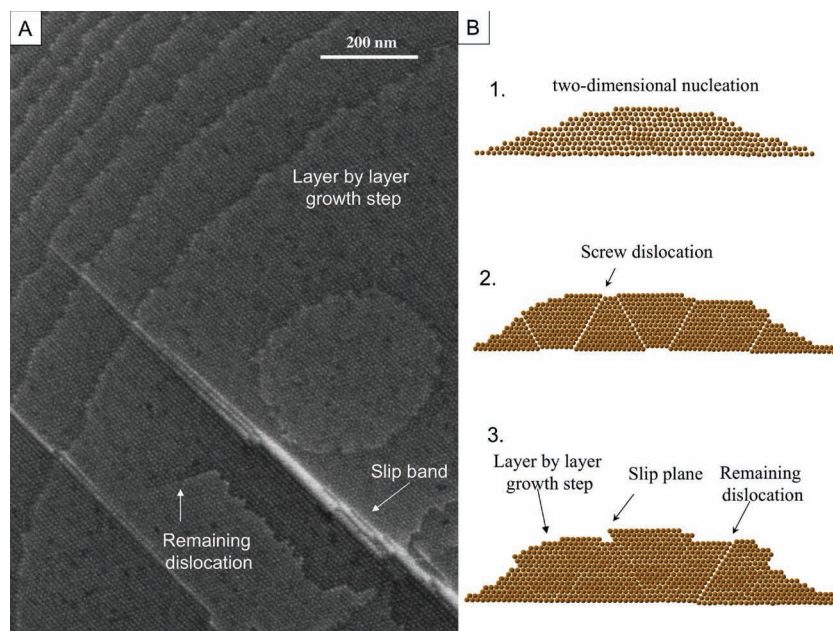 A
200 nm
Layer by layer
growth step
Slip band
Remaining
dislocation
B
1.
two-dimensional nucleation
Screw dislocation
2.
3.
Layer by layer
growth step
Slip plane
Remaining
dislocation